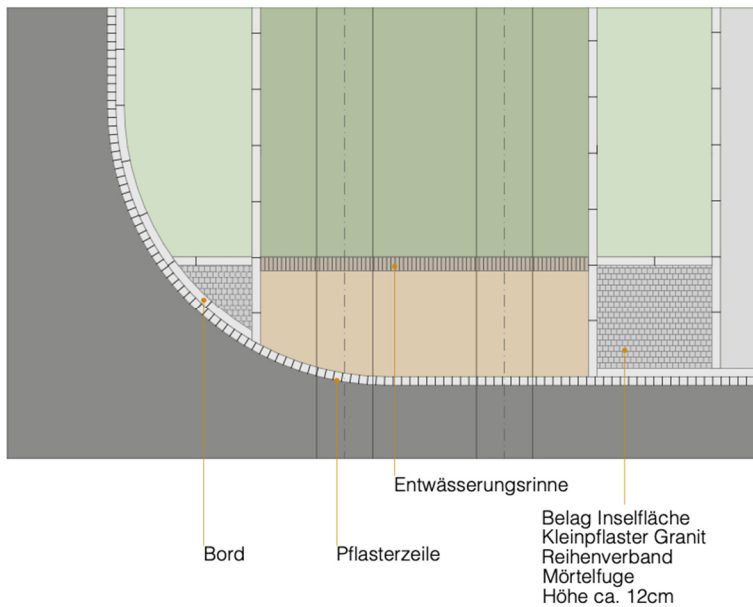 Entwässerungsrinne
Bord
Pflasterzeile
Belag Inselfläche
Kleinpflaster Granit
Reihenverband
Mörtelfuge
Höhe ca. 12cm